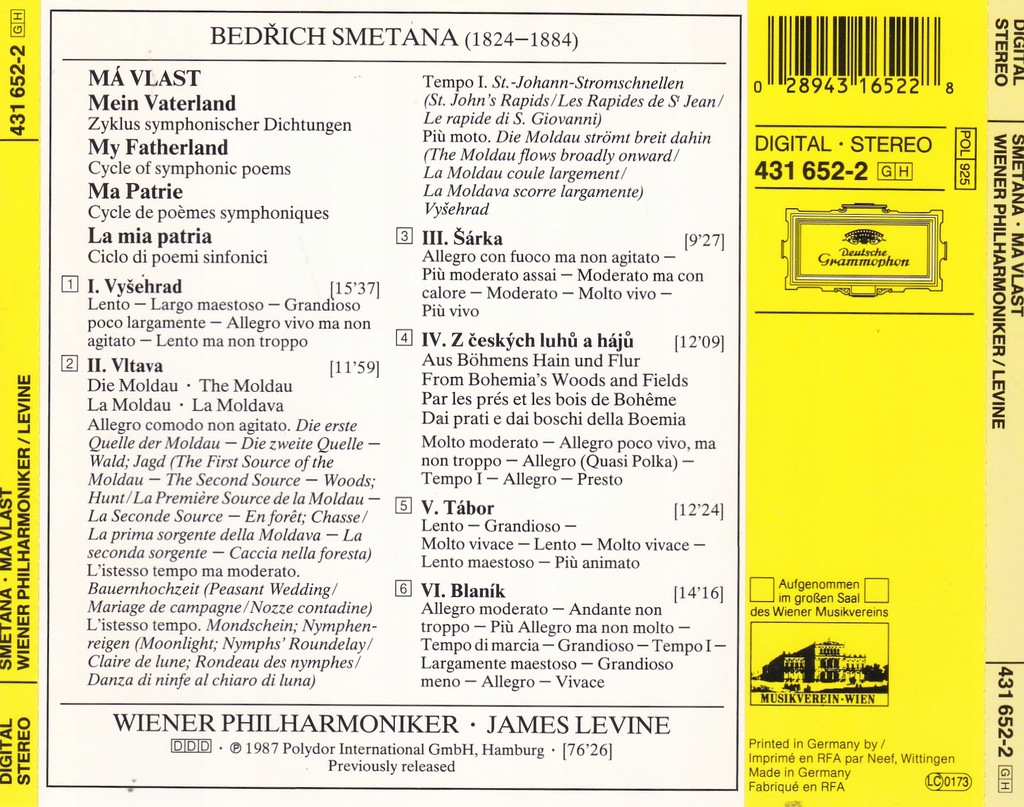 DIGITAL STEREO
SMETANA · MÁ VLAST
WIENER PHILHARMONIKER / LEVINE
431 652-2 GH
BEDŘICH SMETANA (1824–1884)
MÁ VLAST
Mein Vaterland
Zyklus symphonischer Dichtungen
My Fatherland
Cycle of symphonic poems
Ma Patrie
Cycle de poèmes symphoniques
La mia patria
Ciclo di poemi sinfonici
1 I. Vyšehrad [15'37]
Lento – Largo maestoso – Grandioso
poco largamente – Allegro vivo ma non
agitato – Lento ma non troppo
2 II. Vltava [11'59]
Die Moldau · The Moldau
La Moldau · La Moldava
Allegro comodo non agitato. Die erste
Quelle der Moldau – Die zweite Quelle –
Wald; Jagd (The First Source of the
Moldau – The Second Source – Woods;
Hunt/La Première Source de la Moldau –
La Seconde Source – En forêt; Chasse/
La prima sorgente della Moldava – La
seconda sorgente – Caccia nella foresta)
L'istesso tempo ma moderato.
Bauernhochzeit (Peasant Wedding/
Mariage de campagne/Nozze contadine)
L'istesso tempo. Mondschein; Nymphen-
reigen (Moonlight; Nymphs' Roundelay/
Claire de lune; Rondeau des nymphes/
Danza di ninfe al chiaro di luna)
Tempo I. St.-Johann-Stromschnellen
(St. John's Rapids/Les Rapides de St Jean/
Le rapide di S. Giovanni)
Più moto. Die Moldau strömt breit dahin
(The Moldau flows broadly onward/
La Moldau coule largement/
La Moldava scorre largamente)
Vyšehrad
3 III. Šárka [9'27]
Allegro con fuoco ma non agitato –
Più moderato assai – Moderato ma con
calore – Moderato – Molto vivo –
Più vivo
4 IV. Z českých luhů a hájů [12'09]
Aus Böhmens Hain und Flur
From Bohemia's Woods and Fields
Par les prés et les bois de Bohême
Dai prati e dai boschi della Boemia
Molto moderato – Allegro poco vivo, ma
non troppo – Allegro (Quasi Polka) –
Tempo I – Allegro – Presto
5 V. Tábor [12'24]
Lento – Grandioso –
Molto vivace – Lento – Molto vivace –
Lento maestoso – Più animato
6 VI. Blaník [14'16]
Allegro moderato – Andante non
troppo – Più Allegro ma non molto –
Tempo di marcia – Grandioso – Tempo I –
Largamente maestoso – Grandioso
meno – Allegro – Vivace
WIENER PHILHARMONIKER · JAMES LEVINE
DDD · ℗ 1987 Polydor International GmbH, Hamburg · [76'26]
Previously released
0 28943 16522 8
DIGITAL · STEREO
431 652-2 GH
POL 925
Deutsche
Grammophon
Aufgenommen
im großen Saal
des Wiener Musikvereins
MUSIKVEREIN·WIEN
Printed in Germany by /
Imprimé en RFA par Neef, Wittingen
Made in Germany
Fabriqué en RFA
LC 0173
DIGITAL
STEREO
SMETANA · MÁ VLAST
WIENER PHILHARMONIKER/LEVINE
431 652-2 GH